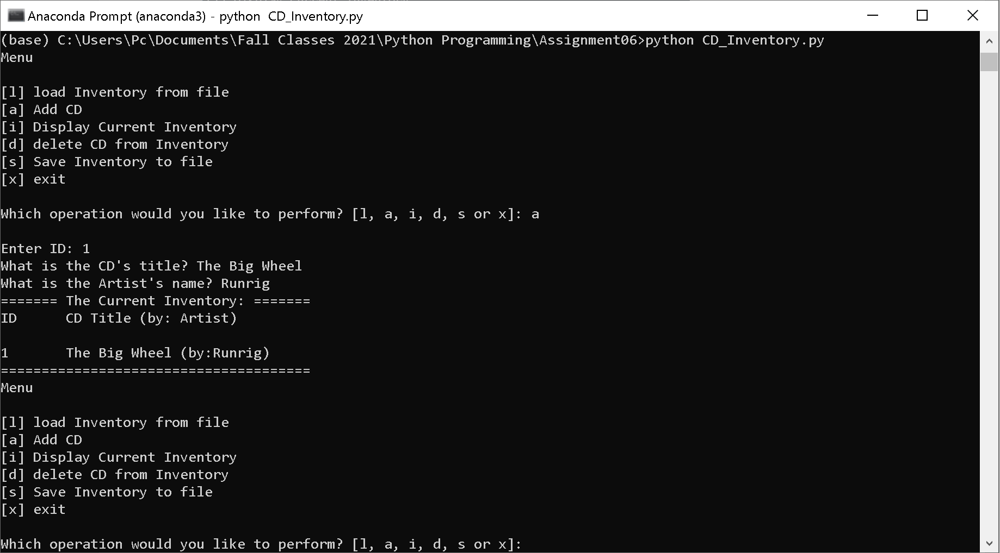 Anaconda Prompt (anaconda3) - python  CD_Inventory.py
(base) C:\Users\Pc\Documents\Fall Classes 2021\Python Programming\Assignment06>python CD_Inventory.py
Menu
[l] load Inventory from file
[a] Add CD
[i] Display Current Inventory
[d] delete CD from Inventory
[s] Save Inventory to file
[x] exit
Which operation would you like to perform? [l, a, i, d, s or x]: a
Enter ID: 1
What is the CD's title? The Big Wheel
What is the Artist's name? Runrig
======= The Current Inventory: =======
ID      CD Title (by: Artist)
1       The Big Wheel (by:Runrig)
======================================
Menu
[l] load Inventory from file
[a] Add CD
[i] Display Current Inventory
[d] delete CD from Inventory
[s] Save Inventory to file
[x] exit
Which operation would you like to perform? [l, a, i, d, s or x]: